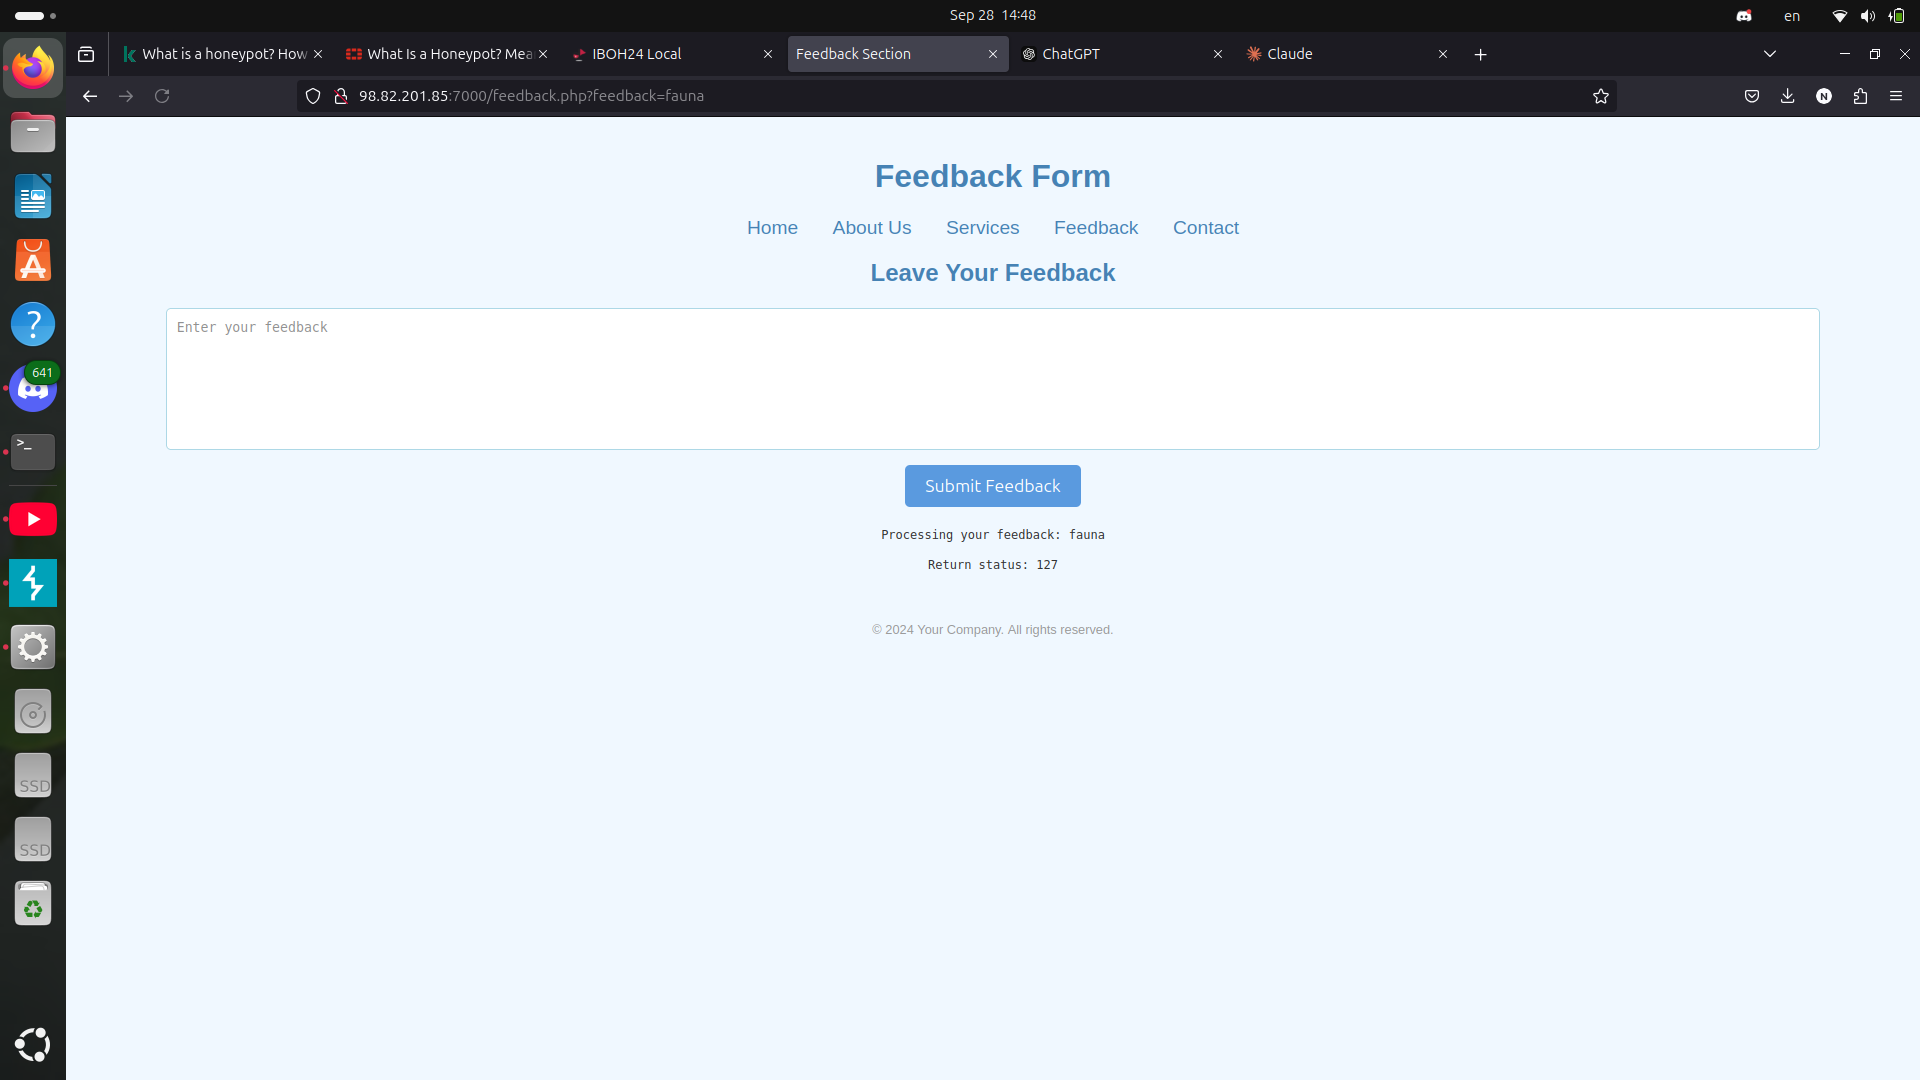 Sep 28 14:48
en
What is a honeypot? How
What Is a Honeypot? Mea
IBOH24 Local
Feedback Section
ChatGPT
Claude
98.82.201.85:7000/feedback.php?feedback=fauna
N
Feedback Form
Home About Us Services Feedback Contact
Leave Your Feedback
Enter your feedback
Submit Feedback
Processing your feedback: fauna
Return status: 127
© 2024 Your Company. All rights reserved.
641
>_
SSD
SSD